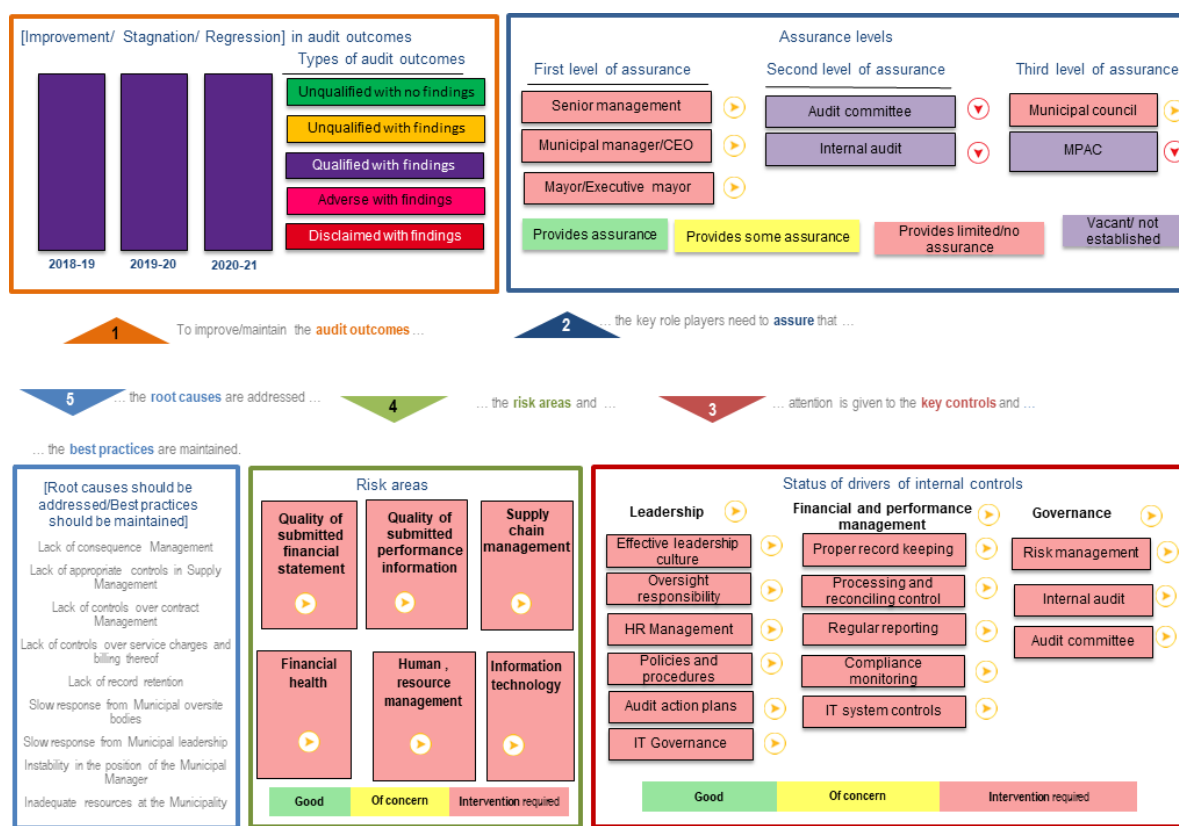 [Improvement/ Stagnation/ Regression] in audit outcomes
Types of audit outcomes
Unqualified with no findings
Unqualified with findings
Qualified with findings
Adverse with findings
Disclaimed with findings
2018-19
2019-20
2020-21
Assurance levels
First level of assurance
Second level of assurance
Third level of assurance
Senior management
Municipal manager/CEO
Mayor/Executive mayor
Audit committee
Internal audit
Municipal council
MPAC
Provides assurance
Provides some assurance
Provides limited/no
assurance
Vacant/ not
established
1
To improve/maintain the audit outcomes ...
2
... the key role players need to assure that ...
5
... the root causes are addressed ...
4
... the risk areas and ...
3
... attention is given to the key controls and ...
... the best practices are maintained.
[Root causes should be
addressed/Best practices
should be maintained]
Lack of consequence Management
Lack of appropriate controls in Supply
Management
Lack of controls over contract
Management
Lack of controls over service charges and
billing thereof
Lack of record retention
Slow response from Municipal oversite
bodies
Slow response from Municipal leadership
Instability in the position of the Municipal
Manager
Inadequate resources at the Municipality
Risk areas
Quality of
submitted
financial
statement
Quality of
submitted
performance
information
Supply
chain
management
Financial
health
Human ,
resource
management
Information
technology
Good
Of concern
Intervention required
Status of drivers of internal controls
Leadership
Effective leadership
culture
Oversight
responsibility
HR Management
Policies and
procedures
Audit action plans
IT Governance
Financial and performance
management
Proper record keeping
Processing and
reconciling control
Regular reporting
Compliance
monitoring
IT system controls
Governance
Risk management
Internal audit
Audit committee
Good
Of concern
Intervention required